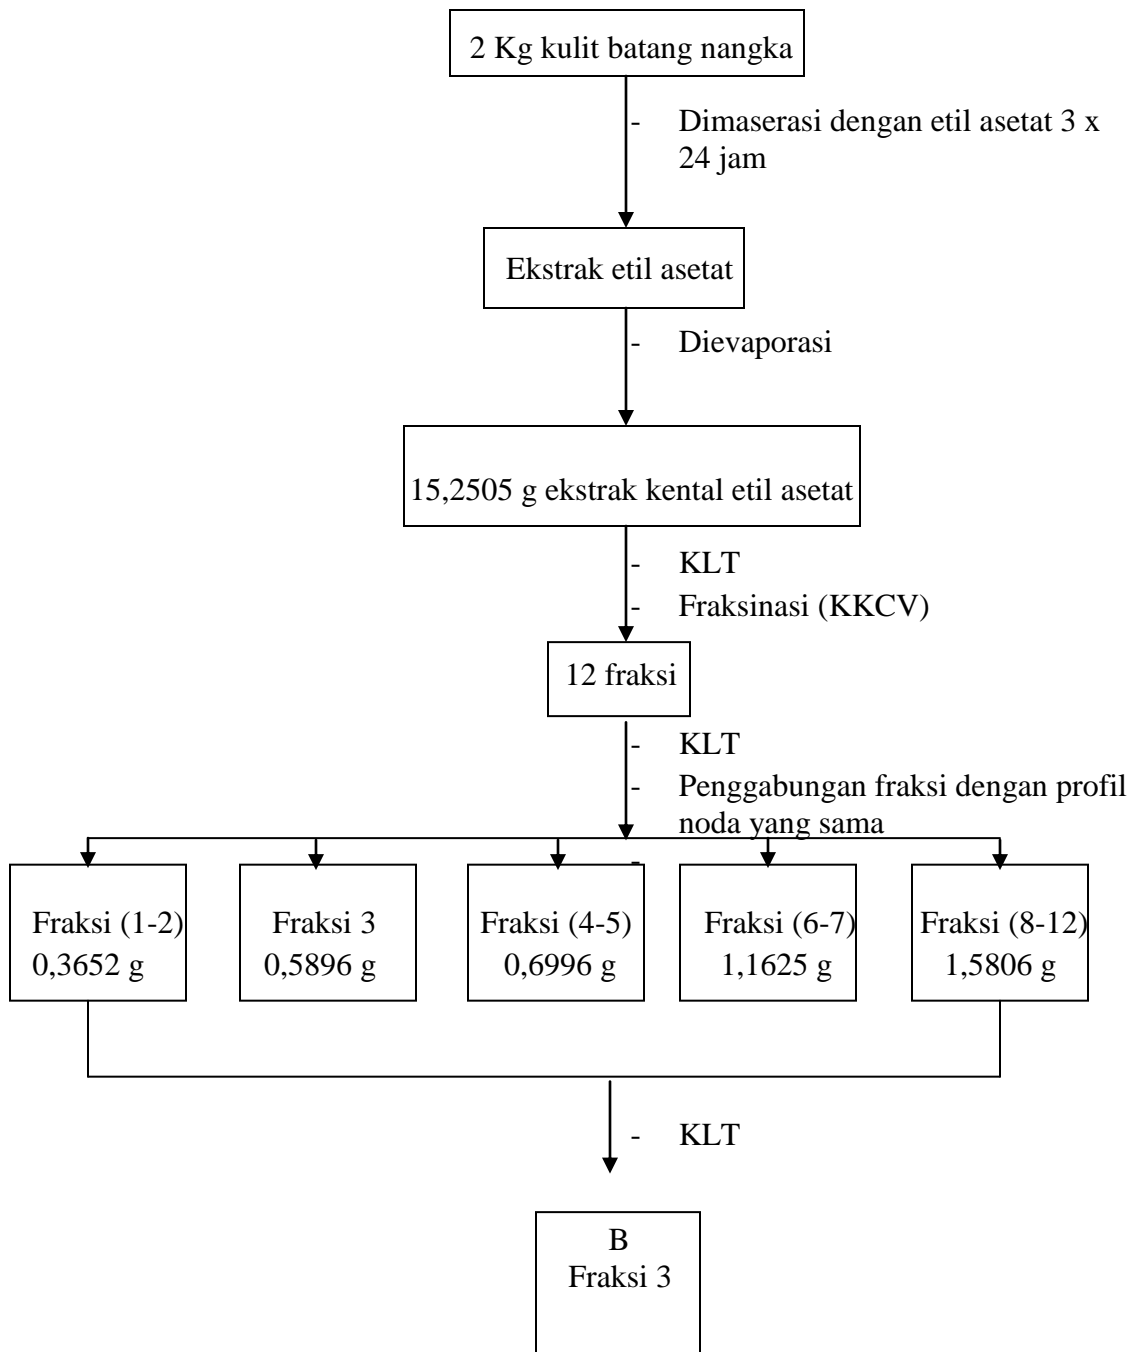 2 Kg kulit batang nangka
- Dimaserasi dengan etil asetat 3 x
24 jam
Ekstrak etil asetat
- Dievaporasi
15,2505 g ekstrak kental etil asetat
- KLT
- Fraksinasi (KKCV)
12 fraksi
- KLT
- Penggabungan fraksi dengan profil
noda yang sama
-
Fraksi (1-2)
0,3652 g
Fraksi 3
0,5896 g
Fraksi (4-5)
0,6996 g
Fraksi (6-7)
1,1625 g
Fraksi (8-12)
1,5806 g
- KLT
B
Fraksi 3